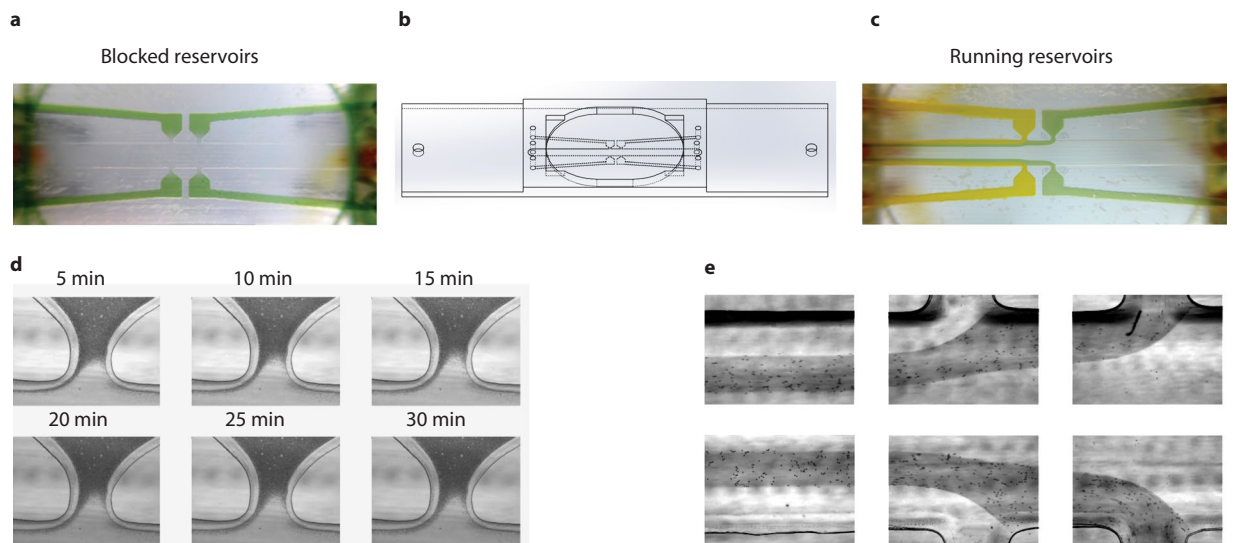 a
b
c
Blocked reservoirs
Running reservoirs
d
e
5 min
10 min
15 min
20 min
25 min
30 min